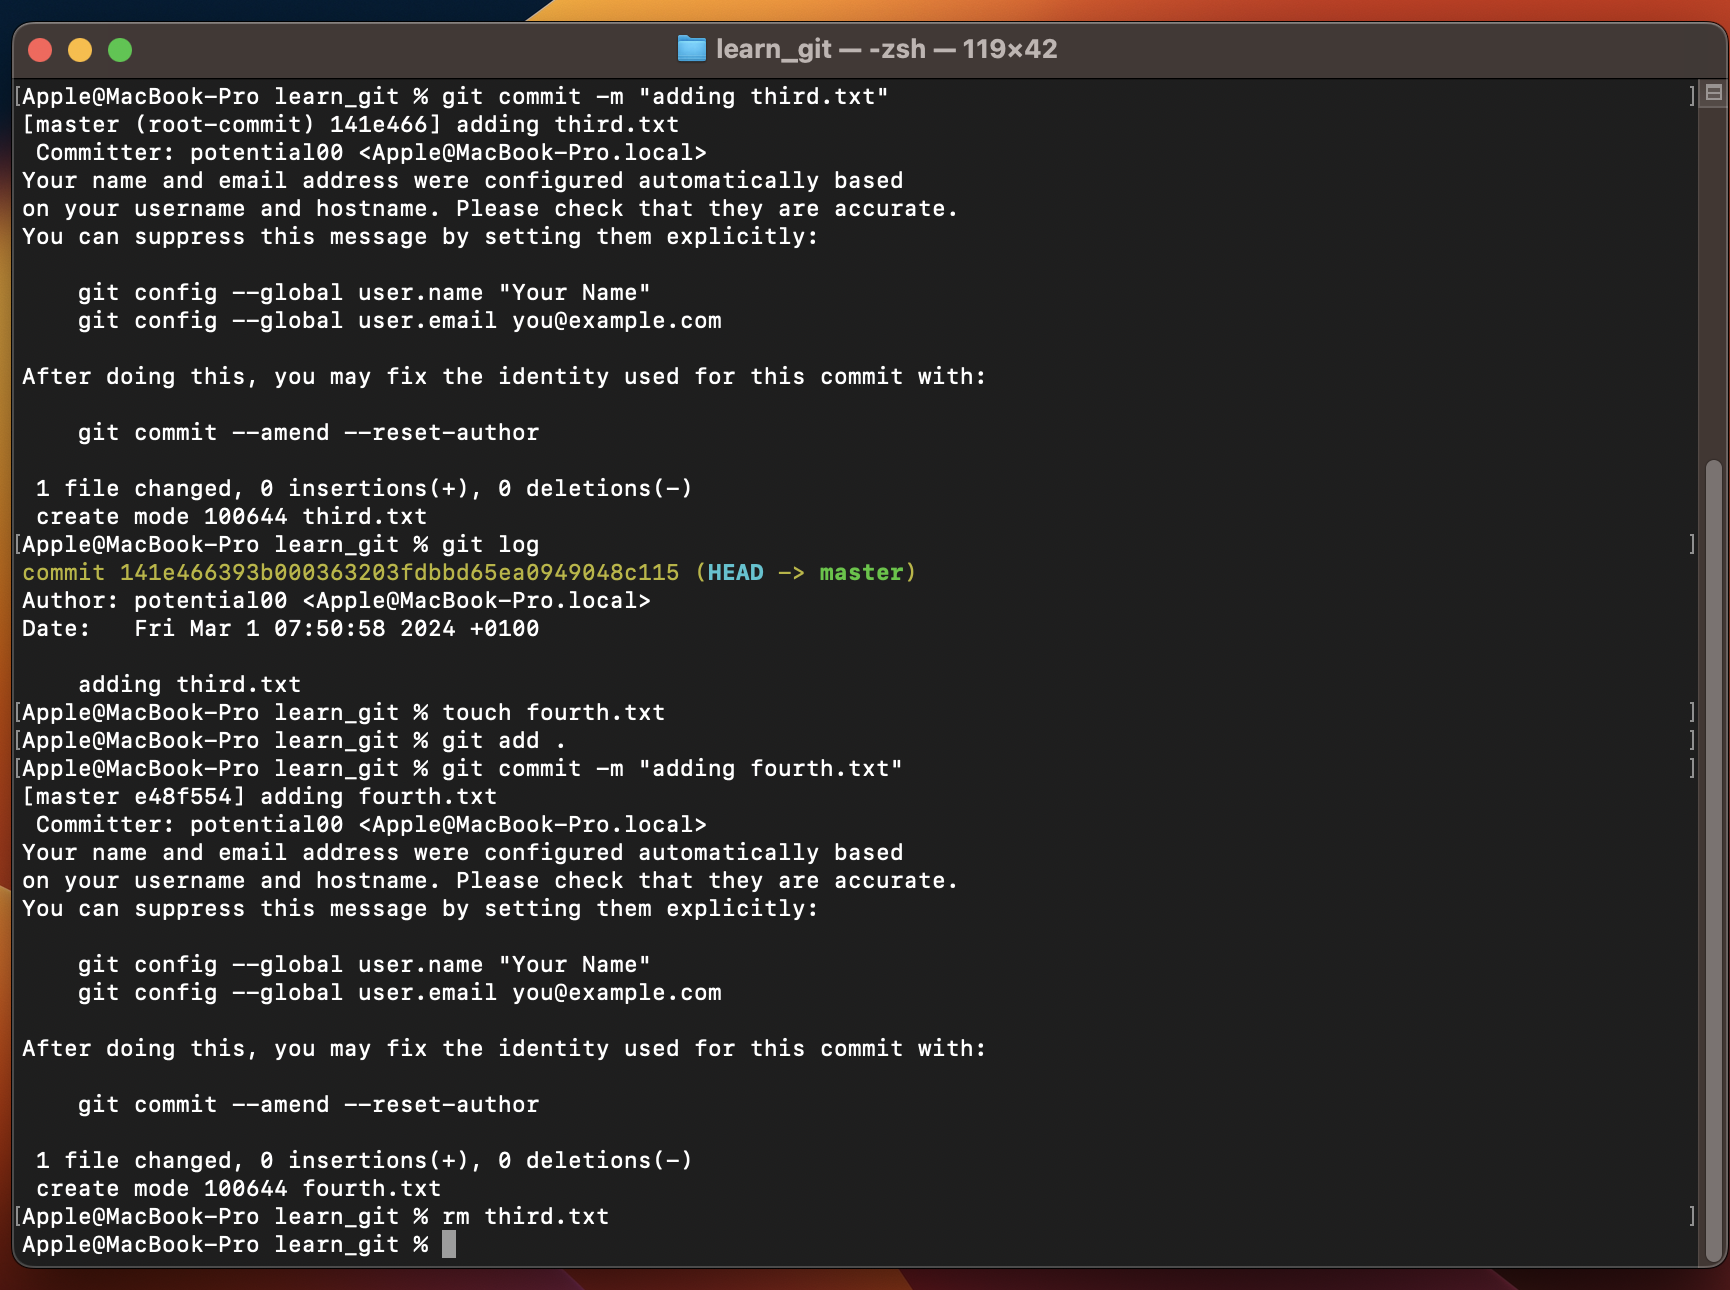 learn_git — -zsh — 119×42
Apple@MacBook-Pro learn_git % git commit -m "adding third.txt"
[master (root-commit) 141e466] adding third.txt
 Committer: potential00 <Apple@MacBook-Pro.local>
Your name and email address were configured automatically based
on your username and hostname. Please check that they are accurate.
You can suppress this message by setting them explicitly:

    git config --global user.name "Your Name"
    git config --global user.email you@example.com

After doing this, you may fix the identity used for this commit with:

    git commit --amend --reset-author

 1 file changed, 0 insertions(+), 0 deletions(-)
 create mode 100644 third.txt
Apple@MacBook-Pro learn_git % git log
commit 141e466393b000363203fdbbd65ea0949048c115 (HEAD -> master)
Author: potential00 <Apple@MacBook-Pro.local>
Date:   Fri Mar 1 07:50:58 2024 +0100

    adding third.txt
Apple@MacBook-Pro learn_git % touch fourth.txt
Apple@MacBook-Pro learn_git % git add .
Apple@MacBook-Pro learn_git % git commit -m "adding fourth.txt"
[master e48f554] adding fourth.txt
 Committer: potential00 <Apple@MacBook-Pro.local>
Your name and email address were configured automatically based
on your username and hostname. Please check that they are accurate.
You can suppress this message by setting them explicitly:

    git config --global user.name "Your Name"
    git config --global user.email you@example.com

After doing this, you may fix the identity used for this commit with:

    git commit --amend --reset-author

 1 file changed, 0 insertions(+), 0 deletions(-)
 create mode 100644 fourth.txt
Apple@MacBook-Pro learn_git % rm third.txt
Apple@MacBook-Pro learn_git %